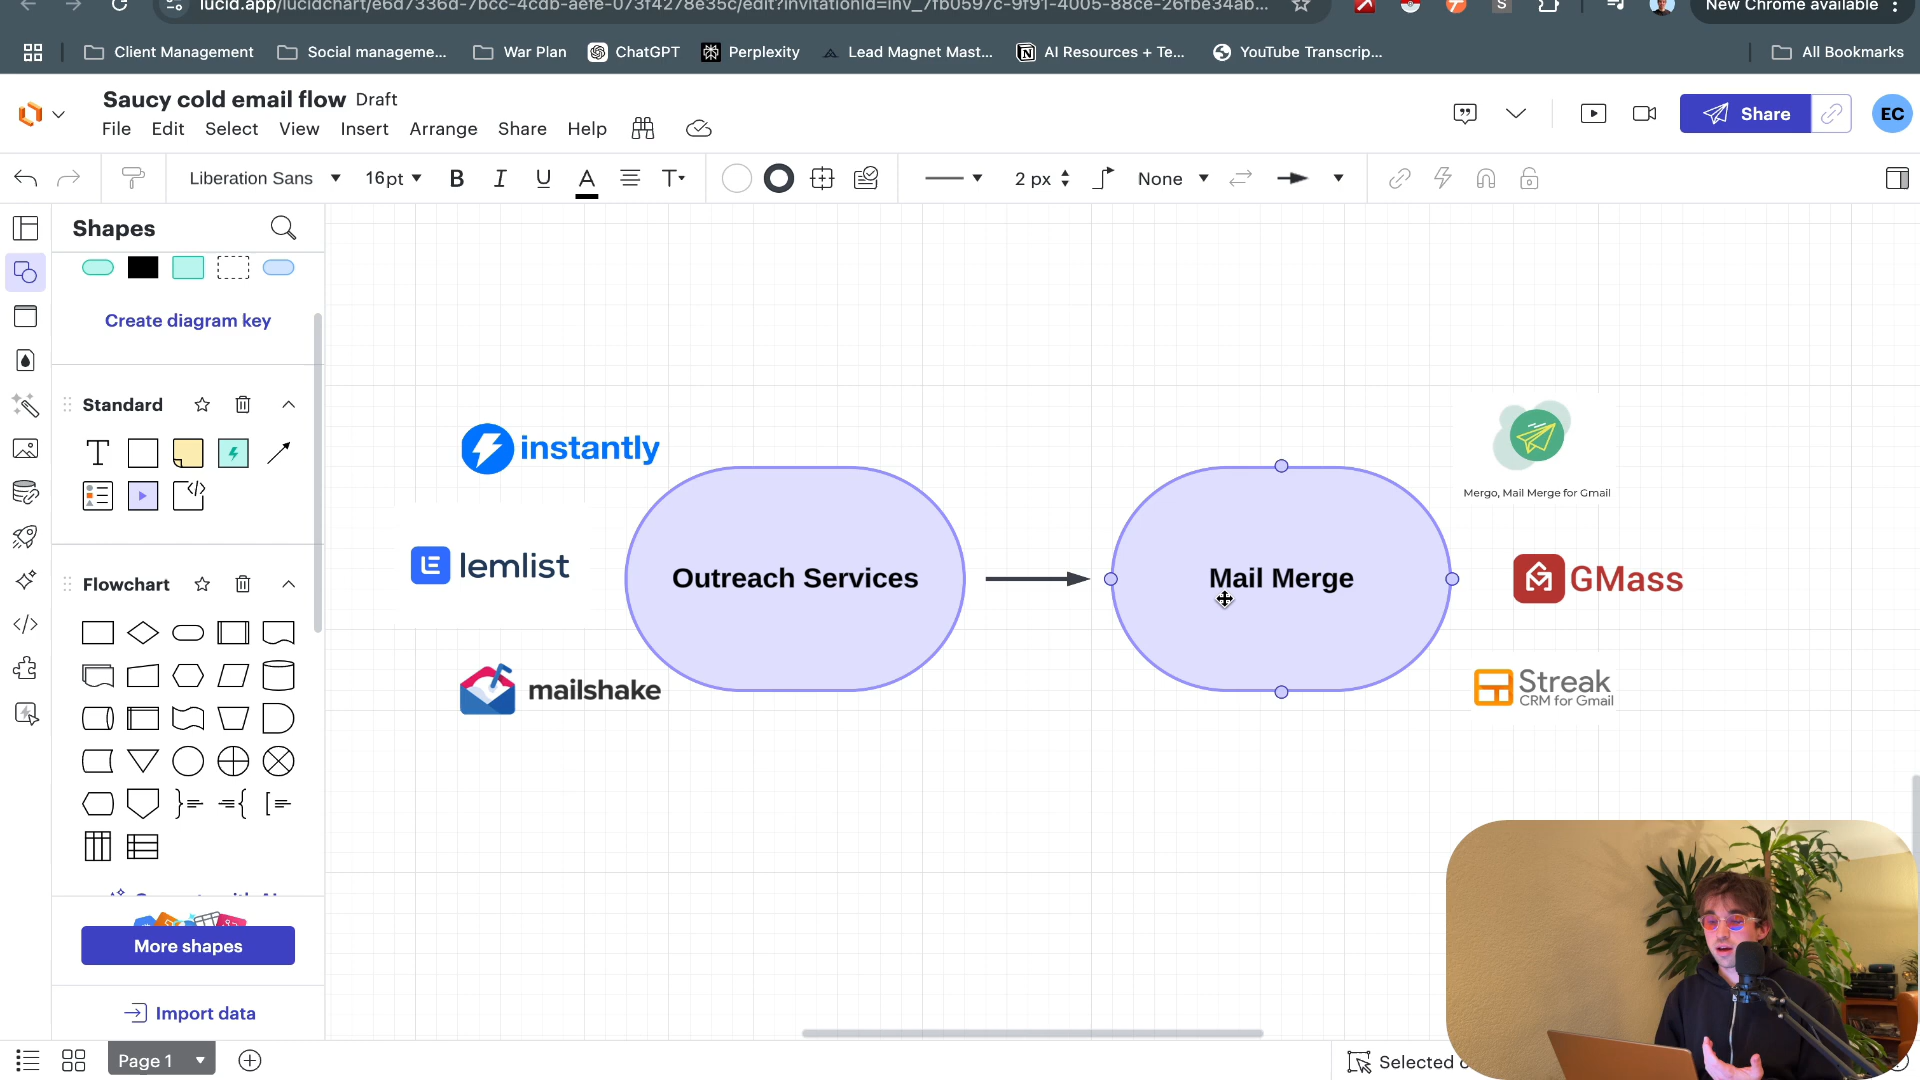 lucid.app/lucidchart/e6d7336d-7bcc-4cdb-aefe-073f4278e35c/edit?invitationId=inv_7fb0597c-9f91-4005-88ce-26fbe34ab...
New Chrome available
Client Management
Social manageme...
War Plan
ChatGPT
Perplexity
Lead Magnet Mast...
AI Resources + Te...
YouTube Transcrip...
All Bookmarks
Saucy cold email flow Draft
File Edit Select View Insert Arrange Share Help
Share
EC
Liberation Sans 16pt B I U A T
2 px
None
Shapes
Create diagram key
Standard
T
Flowchart
More shapes
Import data
Page 1
Selected
instantly
lemlist
mailshake
Outreach Services
Mail Merge
Mergo, Mail Merge for Gmail
GMass
Streak
CRM for Gmail